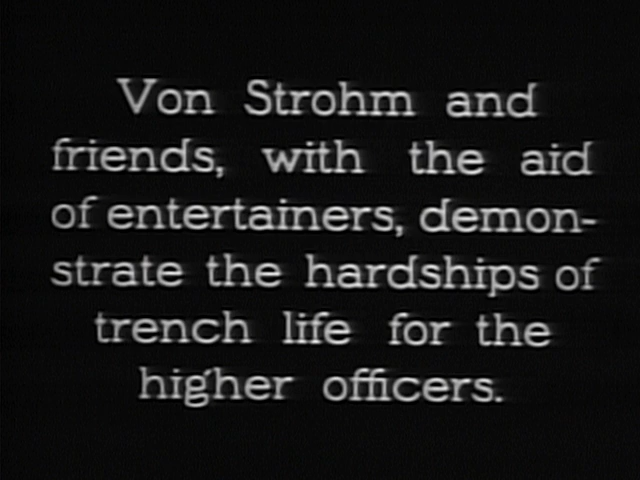 Von Strohm and
friends, with the aid
of entertainers, demon-
strate the hardships of
trench life for the
higher officers.